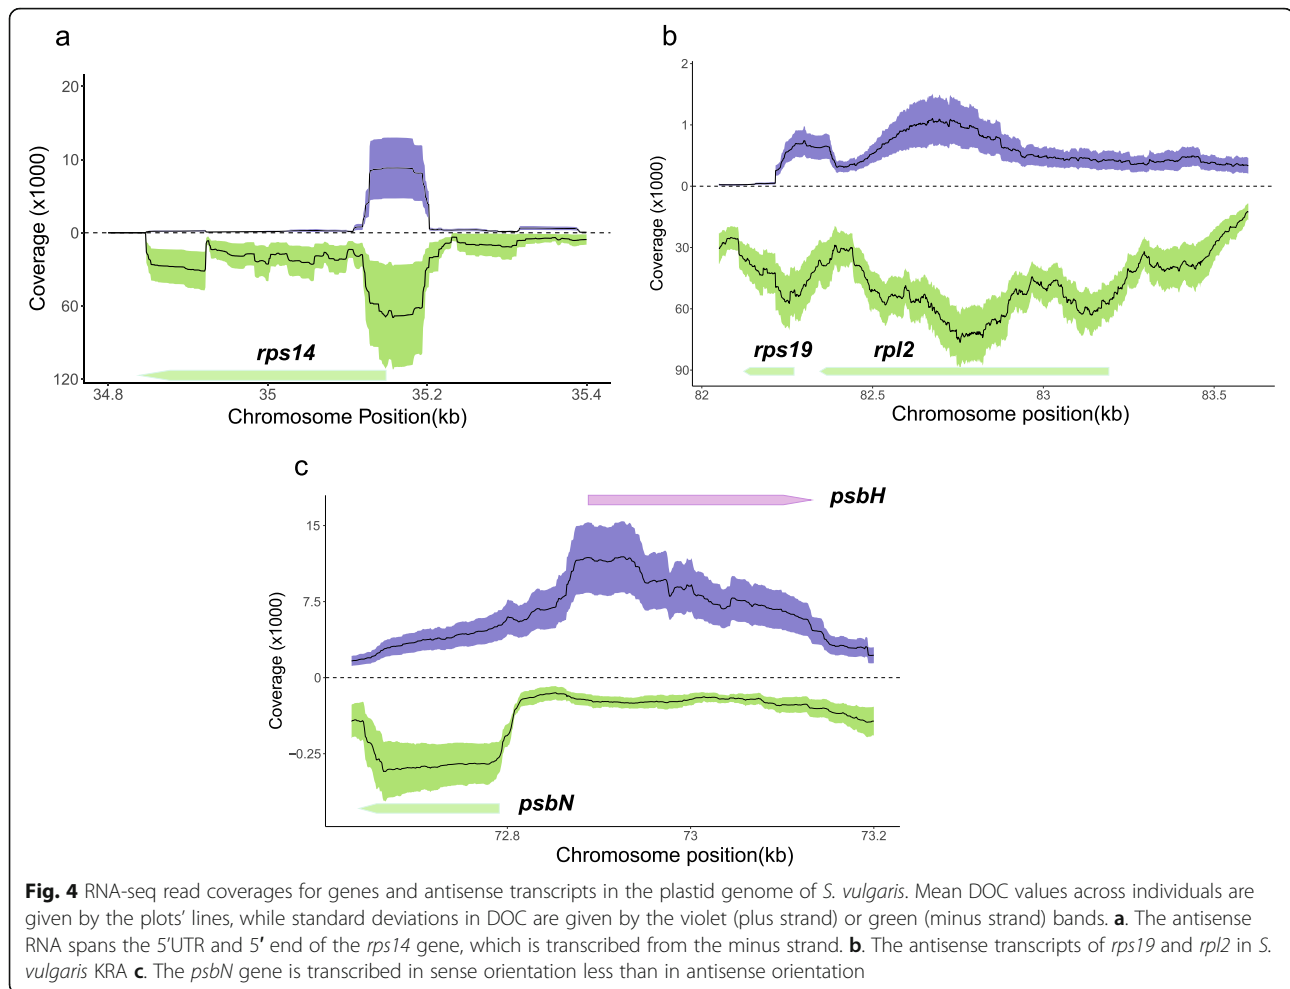 a
20
10
0
60
120
Coverage (x1000)
rps14
34.8
35
35.2
35.4
Chromosome Position(kb)
b
2
1
0
30
60
90
Coverage (x1000)
rps19
rpl2
82
82.5
83
83.5
Chromosome position(kb)
c
psbH
15
7.5
0
−0.25
Coverage (x1000)
psbN
72.8
73
73.2
Chromosome position(kb)
Fig. 4 RNA-seq read coverages for genes and antisense transcripts in the plastid genome of S. vulgaris. Mean DOC values across individuals are
given by the plots’ lines, while standard deviations in DOC are given by the violet (plus strand) or green (minus strand) bands. a. The antisense
RNA spans the 5’UTR and 5′ end of the rps14 gene, which is transcribed from the minus strand. b. The antisense transcripts of rps19 and rpl2 in S.
vulgaris KRA c. The psbN gene is transcribed in sense orientation less than in antisense orientation